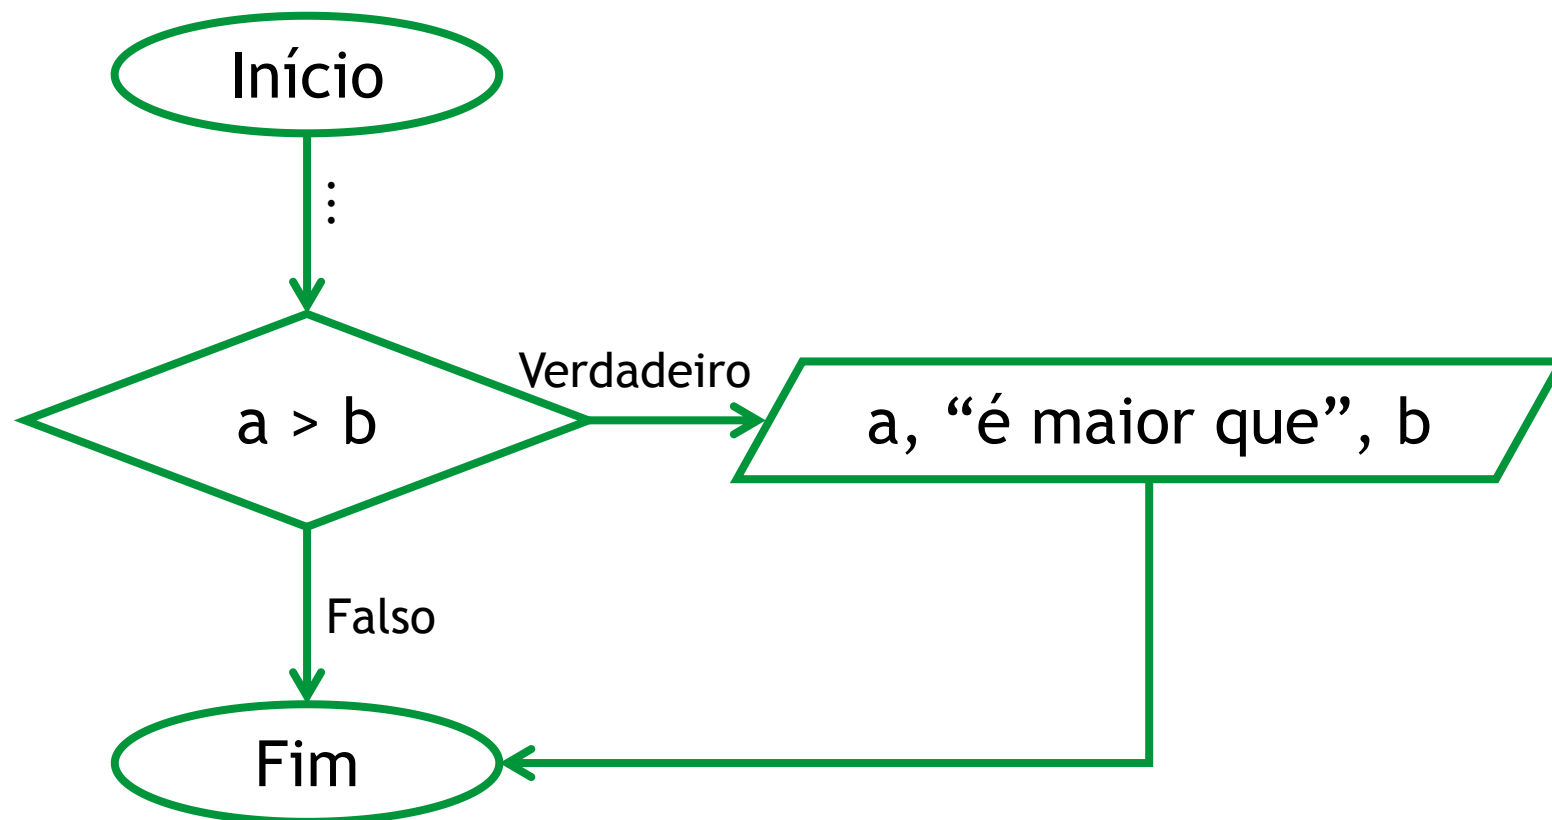 Início
...
a > b
Verdadeiro
a, “é maior que”, b
Falso
Fim